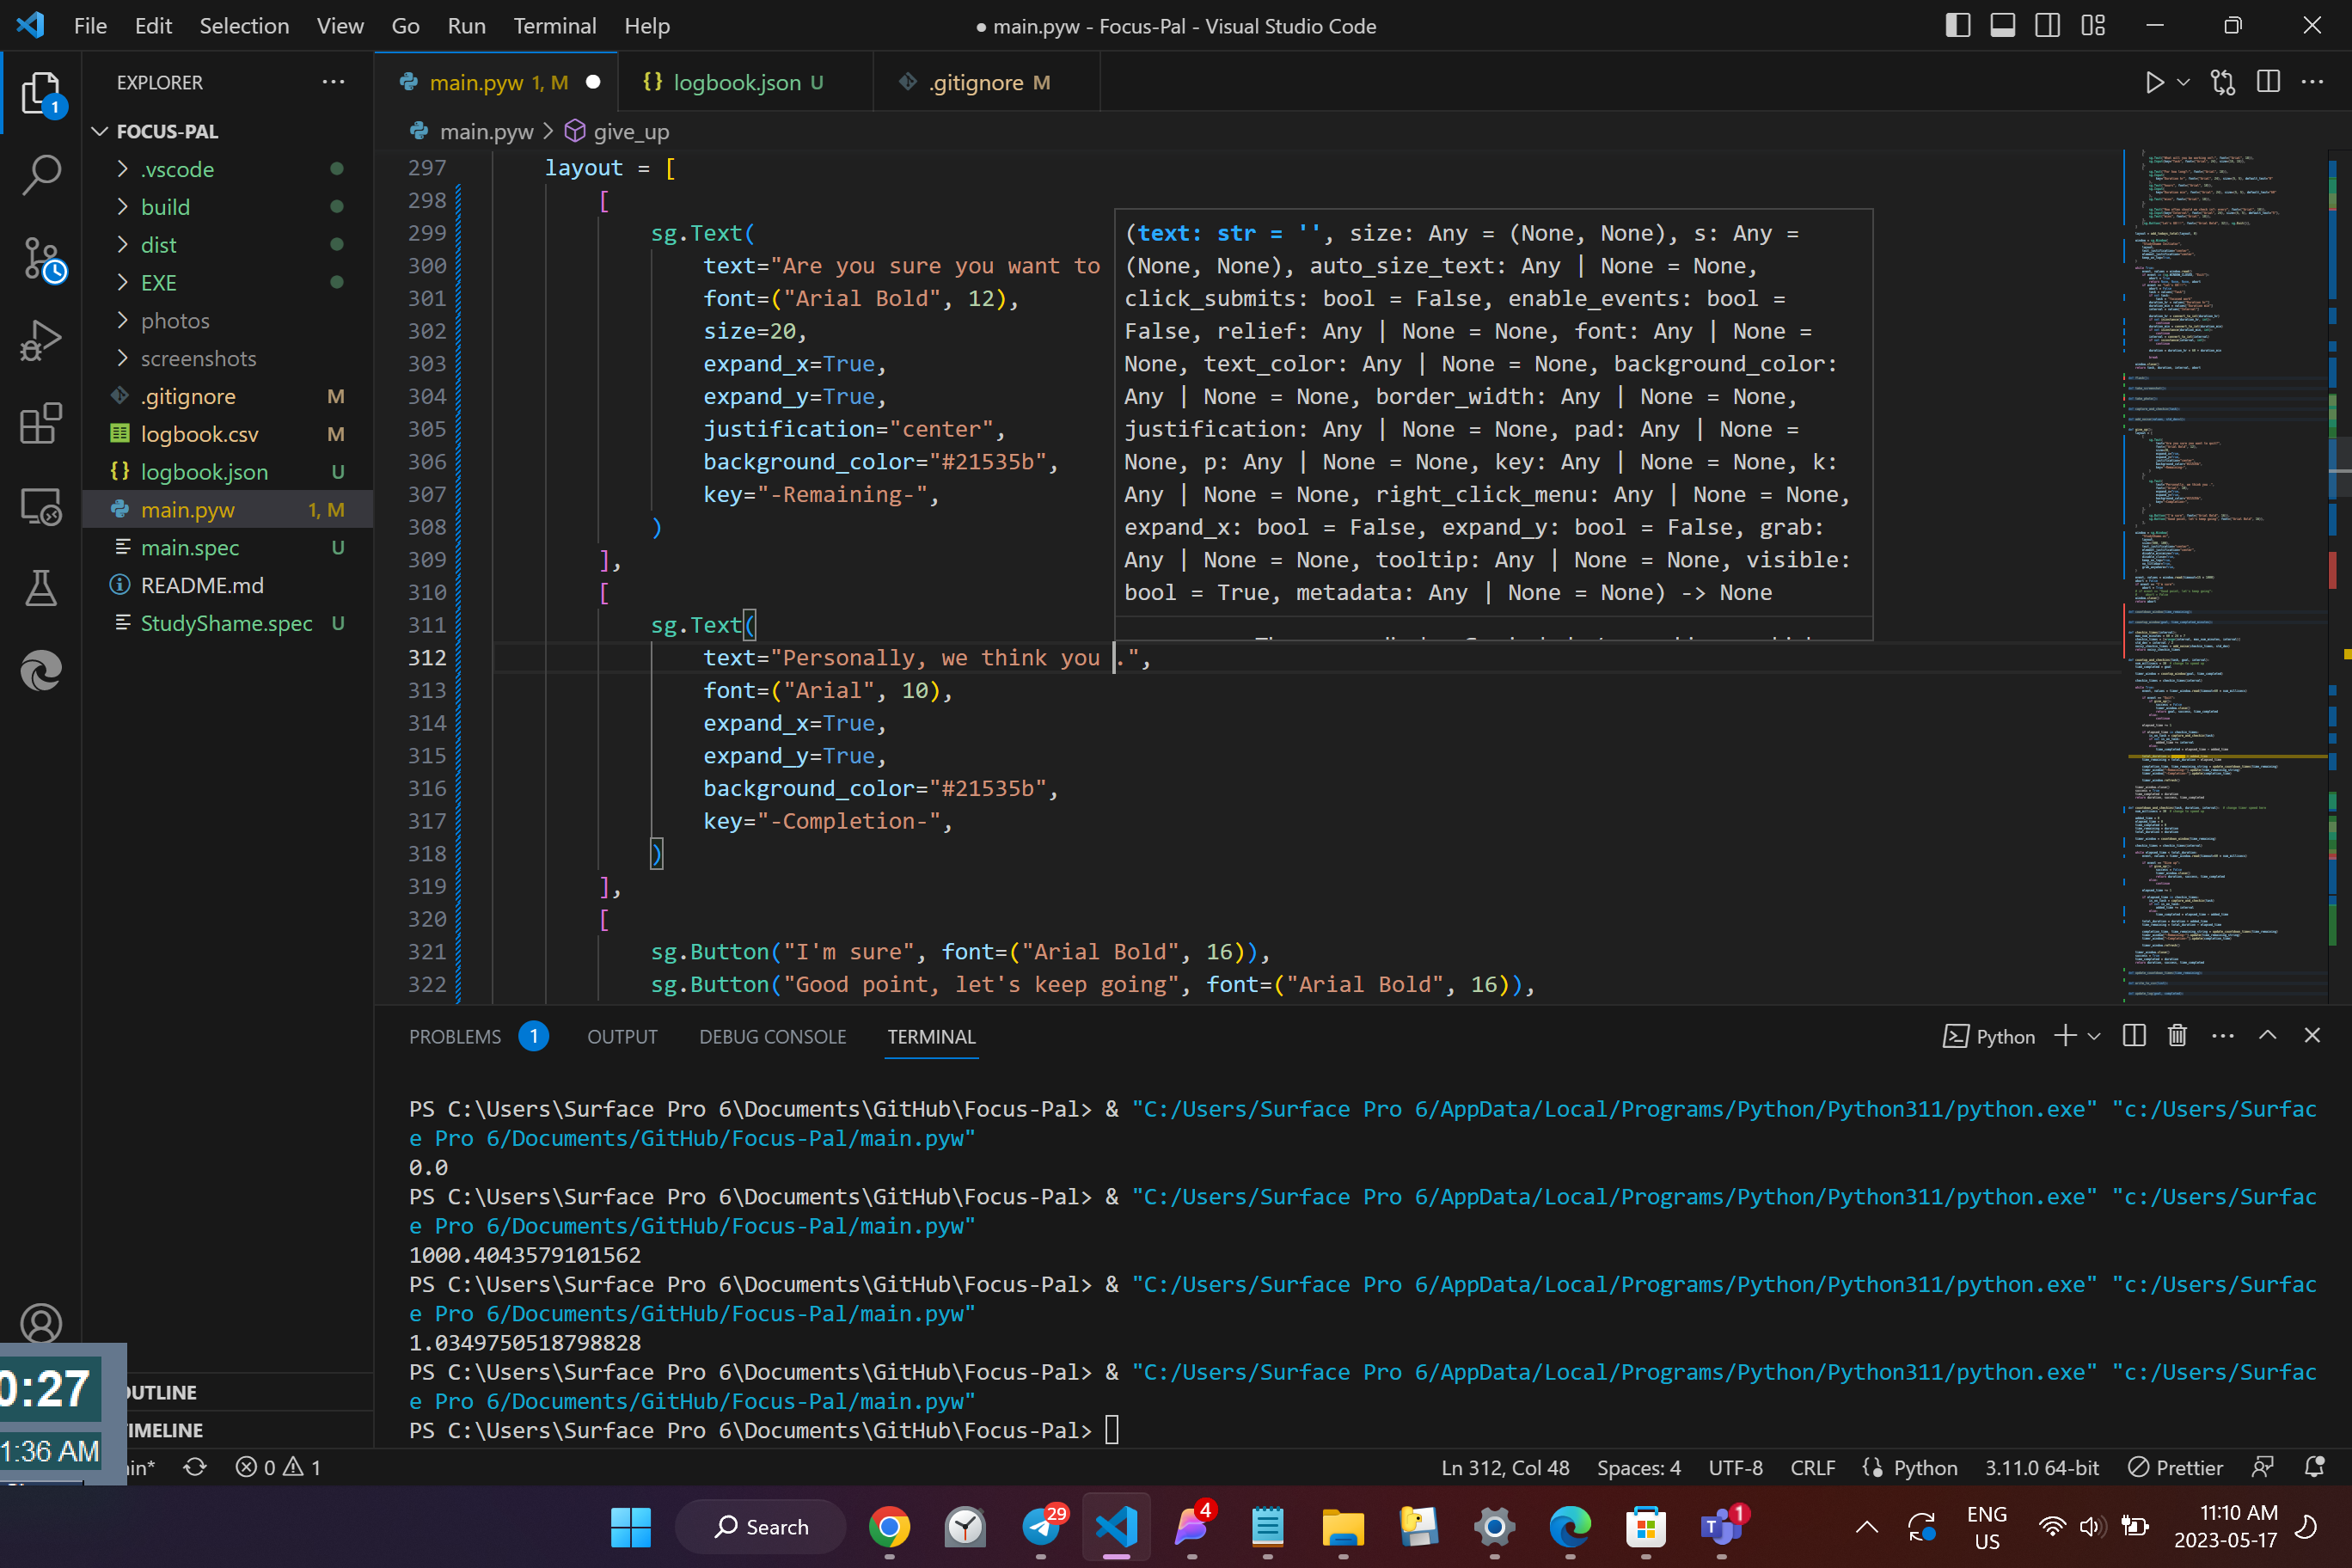 File Edit Selection View Go Run Terminal Help
● main.pyw - Focus-Pal - Visual Studio Code
EXPLORER
main.pyw 1, M
logbook.json U
.gitignore M
main.pyw > give_up
1
FOCUS-PAL
.vscode
build
dist
EXE
photos
screenshots
.gitignore M
logbook.csv M
logbook.json U
main.pyw 1, M
main.spec U
README.md
StudyShame.spec U
OUTLINE
TIMELINE
297 layout = [
298 [
299 sg.Text(
300 text="Are you sure you want to
301 font=("Arial Bold", 12),
302 size=20,
303 expand_x=True,
304 expand_y=True,
305 justification="center",
306 background_color="#21535b",
307 key="-Remaining-",
308 )
309 ],
310 [
311 sg.Text(
312 text="Personally, we think you .",
313 font=("Arial", 10),
314 expand_x=True,
315 expand_y=True,
316 background_color="#21535b",
317 key="-Completion-",
318 )
319 ],
320 [
321 sg.Button("I'm sure", font=("Arial Bold", 16)),
322 sg.Button("Good point, let's keep going", font=("Arial Bold", 16)),
(text: str = '', size: Any = (None, None), s: Any =
(None, None), auto_size_text: Any | None = None,
click_submits: bool = False, enable_events: bool =
False, relief: Any | None = None, font: Any | None =
None, text_color: Any | None = None, background_color:
Any | None = None, border_width: Any | None = None,
justification: Any | None = None, pad: Any | None =
None, p: Any | None = None, key: Any | None = None, k:
Any | None = None, right_click_menu: Any | None = None,
expand_x: bool = False, expand_y: bool = False, grab:
Any | None = None, tooltip: Any | None = None, visible:
bool = True, metadata: Any | None = None) -> None
PROBLEMS 1 OUTPUT DEBUG CONSOLE TERMINAL
Python
PS C:\Users\Surface Pro 6\Documents\GitHub\Focus-Pal> & "C:/Users/Surface Pro 6/AppData/Local/Programs/Python/Python311/python.exe" "c:/Users/Surfac
e Pro 6/Documents/GitHub/Focus-Pal/main.pyw"
0.0
PS C:\Users\Surface Pro 6\Documents\GitHub\Focus-Pal> & "C:/Users/Surface Pro 6/AppData/Local/Programs/Python/Python311/python.exe" "c:/Users/Surfac
e Pro 6/Documents/GitHub/Focus-Pal/main.pyw"
1000.4043579101562
PS C:\Users\Surface Pro 6\Documents\GitHub\Focus-Pal> & "C:/Users/Surface Pro 6/AppData/Local/Programs/Python/Python311/python.exe" "c:/Users/Surfac
e Pro 6/Documents/GitHub/Focus-Pal/main.pyw"
1.0349750518798828
PS C:\Users\Surface Pro 6\Documents\GitHub\Focus-Pal> & "C:/Users/Surface Pro 6/AppData/Local/Programs/Python/Python311/python.exe" "c:/Users/Surfac
e Pro 6/Documents/GitHub/Focus-Pal/main.pyw"
PS C:\Users\Surface Pro 6\Documents\GitHub\Focus-Pal>
0:27
1:36 AM
in* 0 1
Ln 312, Col 48 Spaces: 4 UTF-8 CRLF Python 3.11.0 64-bit Prettier
Search
29
4
1
ENG
US
11:10 AM
2023-05-17